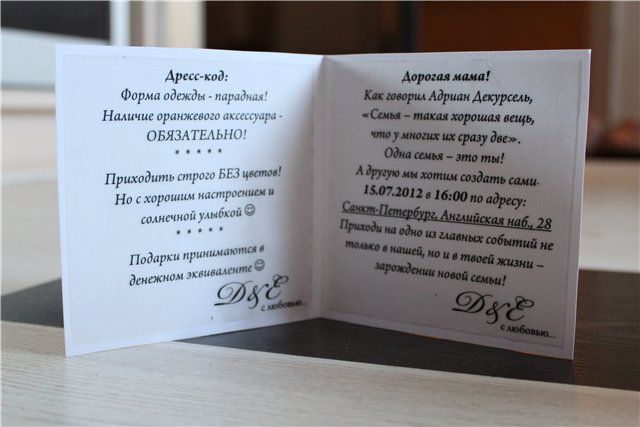 Дресс-код:
Форма одежды - парадная!
Наличие оранжевого аксессуара -
ОБЯЗАТЕЛЬНО!
* * * * *
Приходить строго БЕЗ цветов!
Но с хорошим настроением и
солнечной улыбкой ☺
* * * * *
Подарки принимаются в
денежном эквиваленте ☺
D&E
с любовью...
Дорогая мама!
Как говорил Адриан Декурсель,
«Семья – такая хорошая вещь,
что у многих их сразу две».
Одна семья – это ты!
А другую мы хотим создать сами.
15.07.2012 в 16:00 по адресу:
Санкт-Петербург, Английская наб., 28
Приходи на одно из главных событий не
только в нашей, но и в твоей жизни –
зарождении новой семьи!
D&E
с любовью...